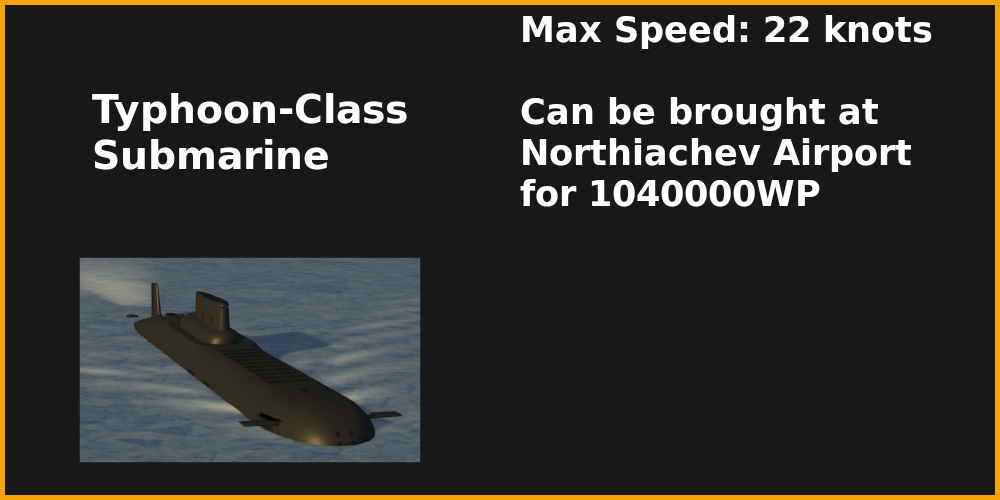 Typhoon-Class
Submarine
Max Speed: 22 knots
Can be brought at
Northiachev Airport
for 1040000WP